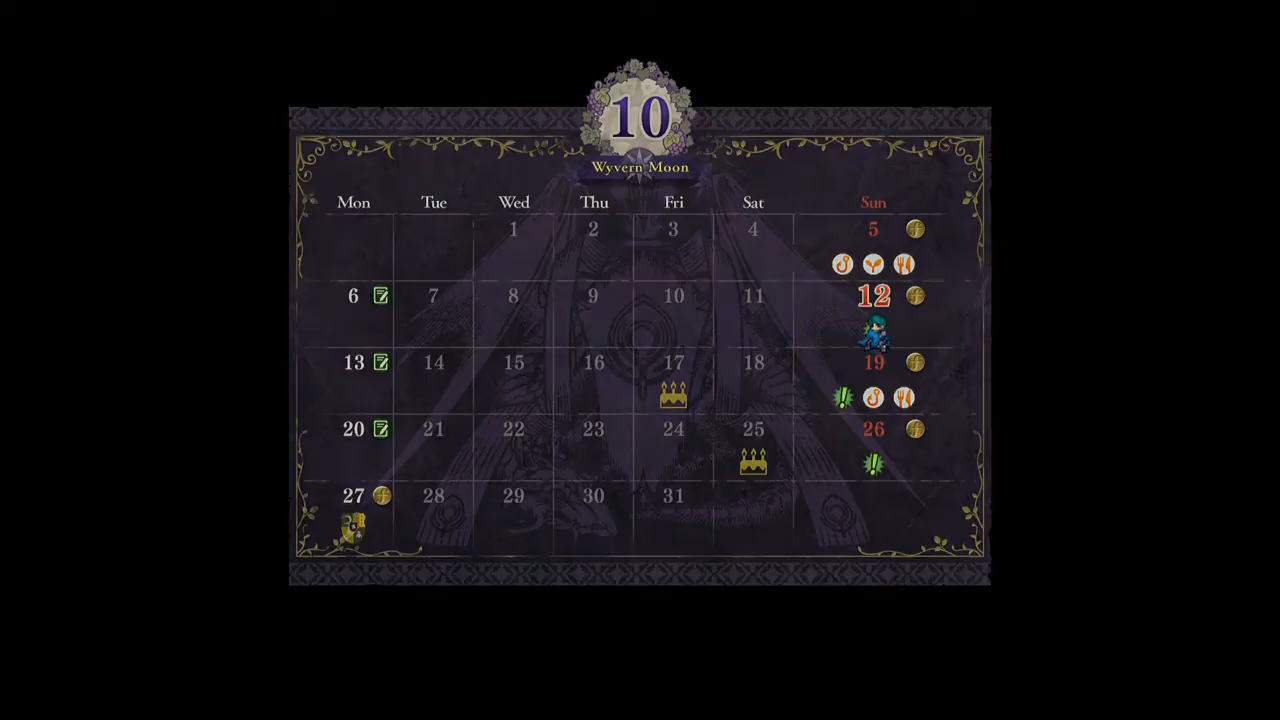 10
Wyvern Moon
Mon Tue Wed Thu Fri Sat Sun
1 2 3 4 5
6 7 8 9 10 11 12
13 14 15 16 17 18 19
20 21 22 23 24 25 26
27 28 29 30 31